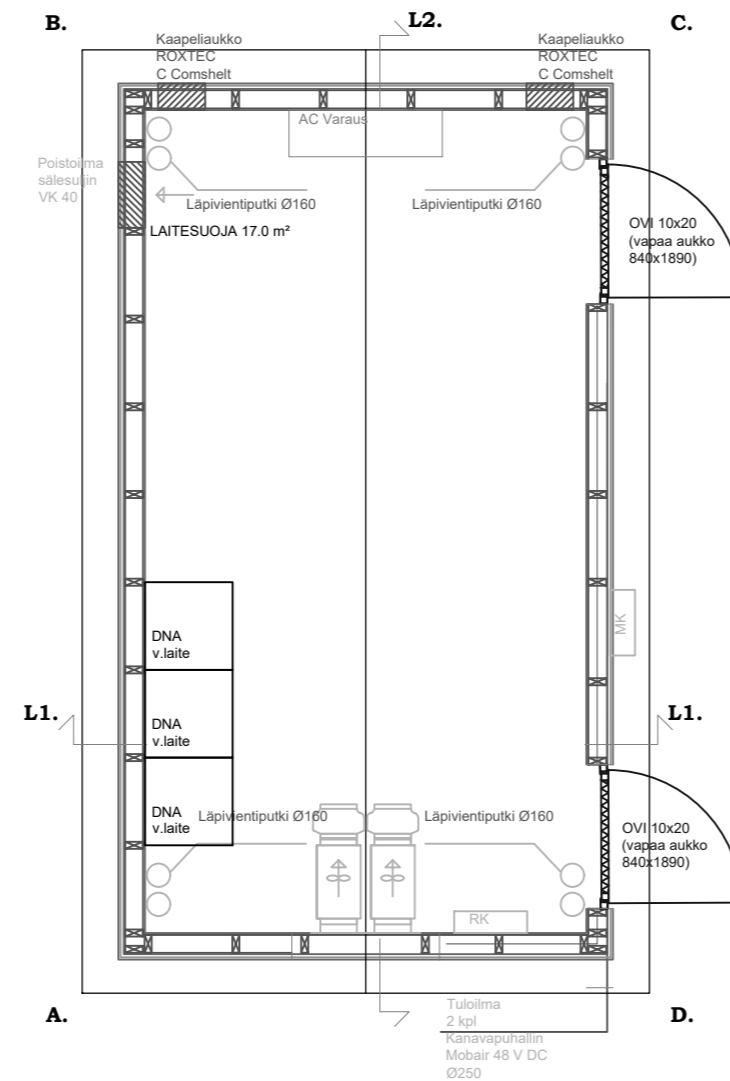 B.
L2.
C.
Kaapeliaukko
ROXTEC
C Comshelt
Kaapeliaukko
ROXTEC
C Comshelt
AC Varaus
Poistoilma
sälesuljin
VK 40
Läpivientiputki Ø160
Läpivientiputki Ø160
LAITESUOJA 17.0 m²
OVI 10x20
(vapaa aukko
840x1890)
MK
DNA
v.laite
L1.
DNA
v.laite
L1.
DNA
v.laite
Läpivientiputki Ø160
Läpivientiputki Ø160
OVI 10x20
(vapaa aukko
840x1890)
RK
A.
Tuloilma
2 kpl
Kanavapuhallin
Mobair 48 V DC
Ø250
D.